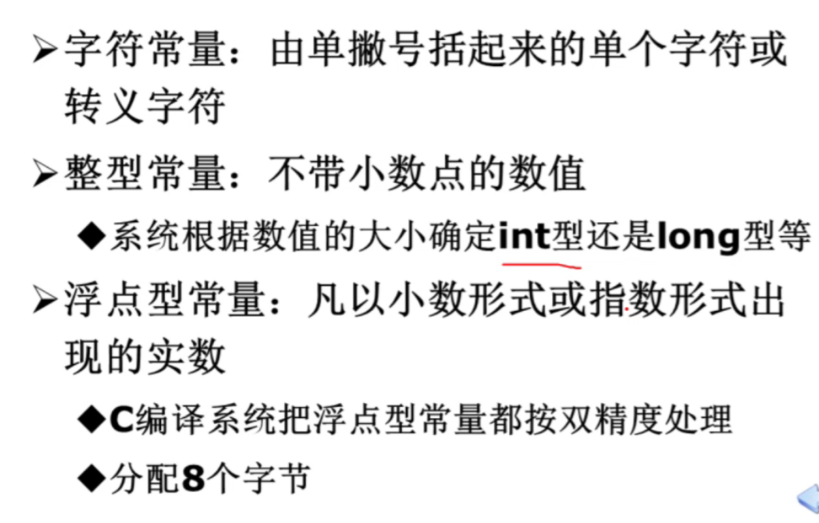 ➢字符常量：由单撇号括起来的单个字符或
转义字符
➢整型常量：不带小数点的数值
◆系统根据数值的大小确定int型还是long型等
➢浮点型常量：凡以小数形式或指数形式出
现的实数
◆C编译系统把浮点型常量都按双精度处理
◆分配8个字节